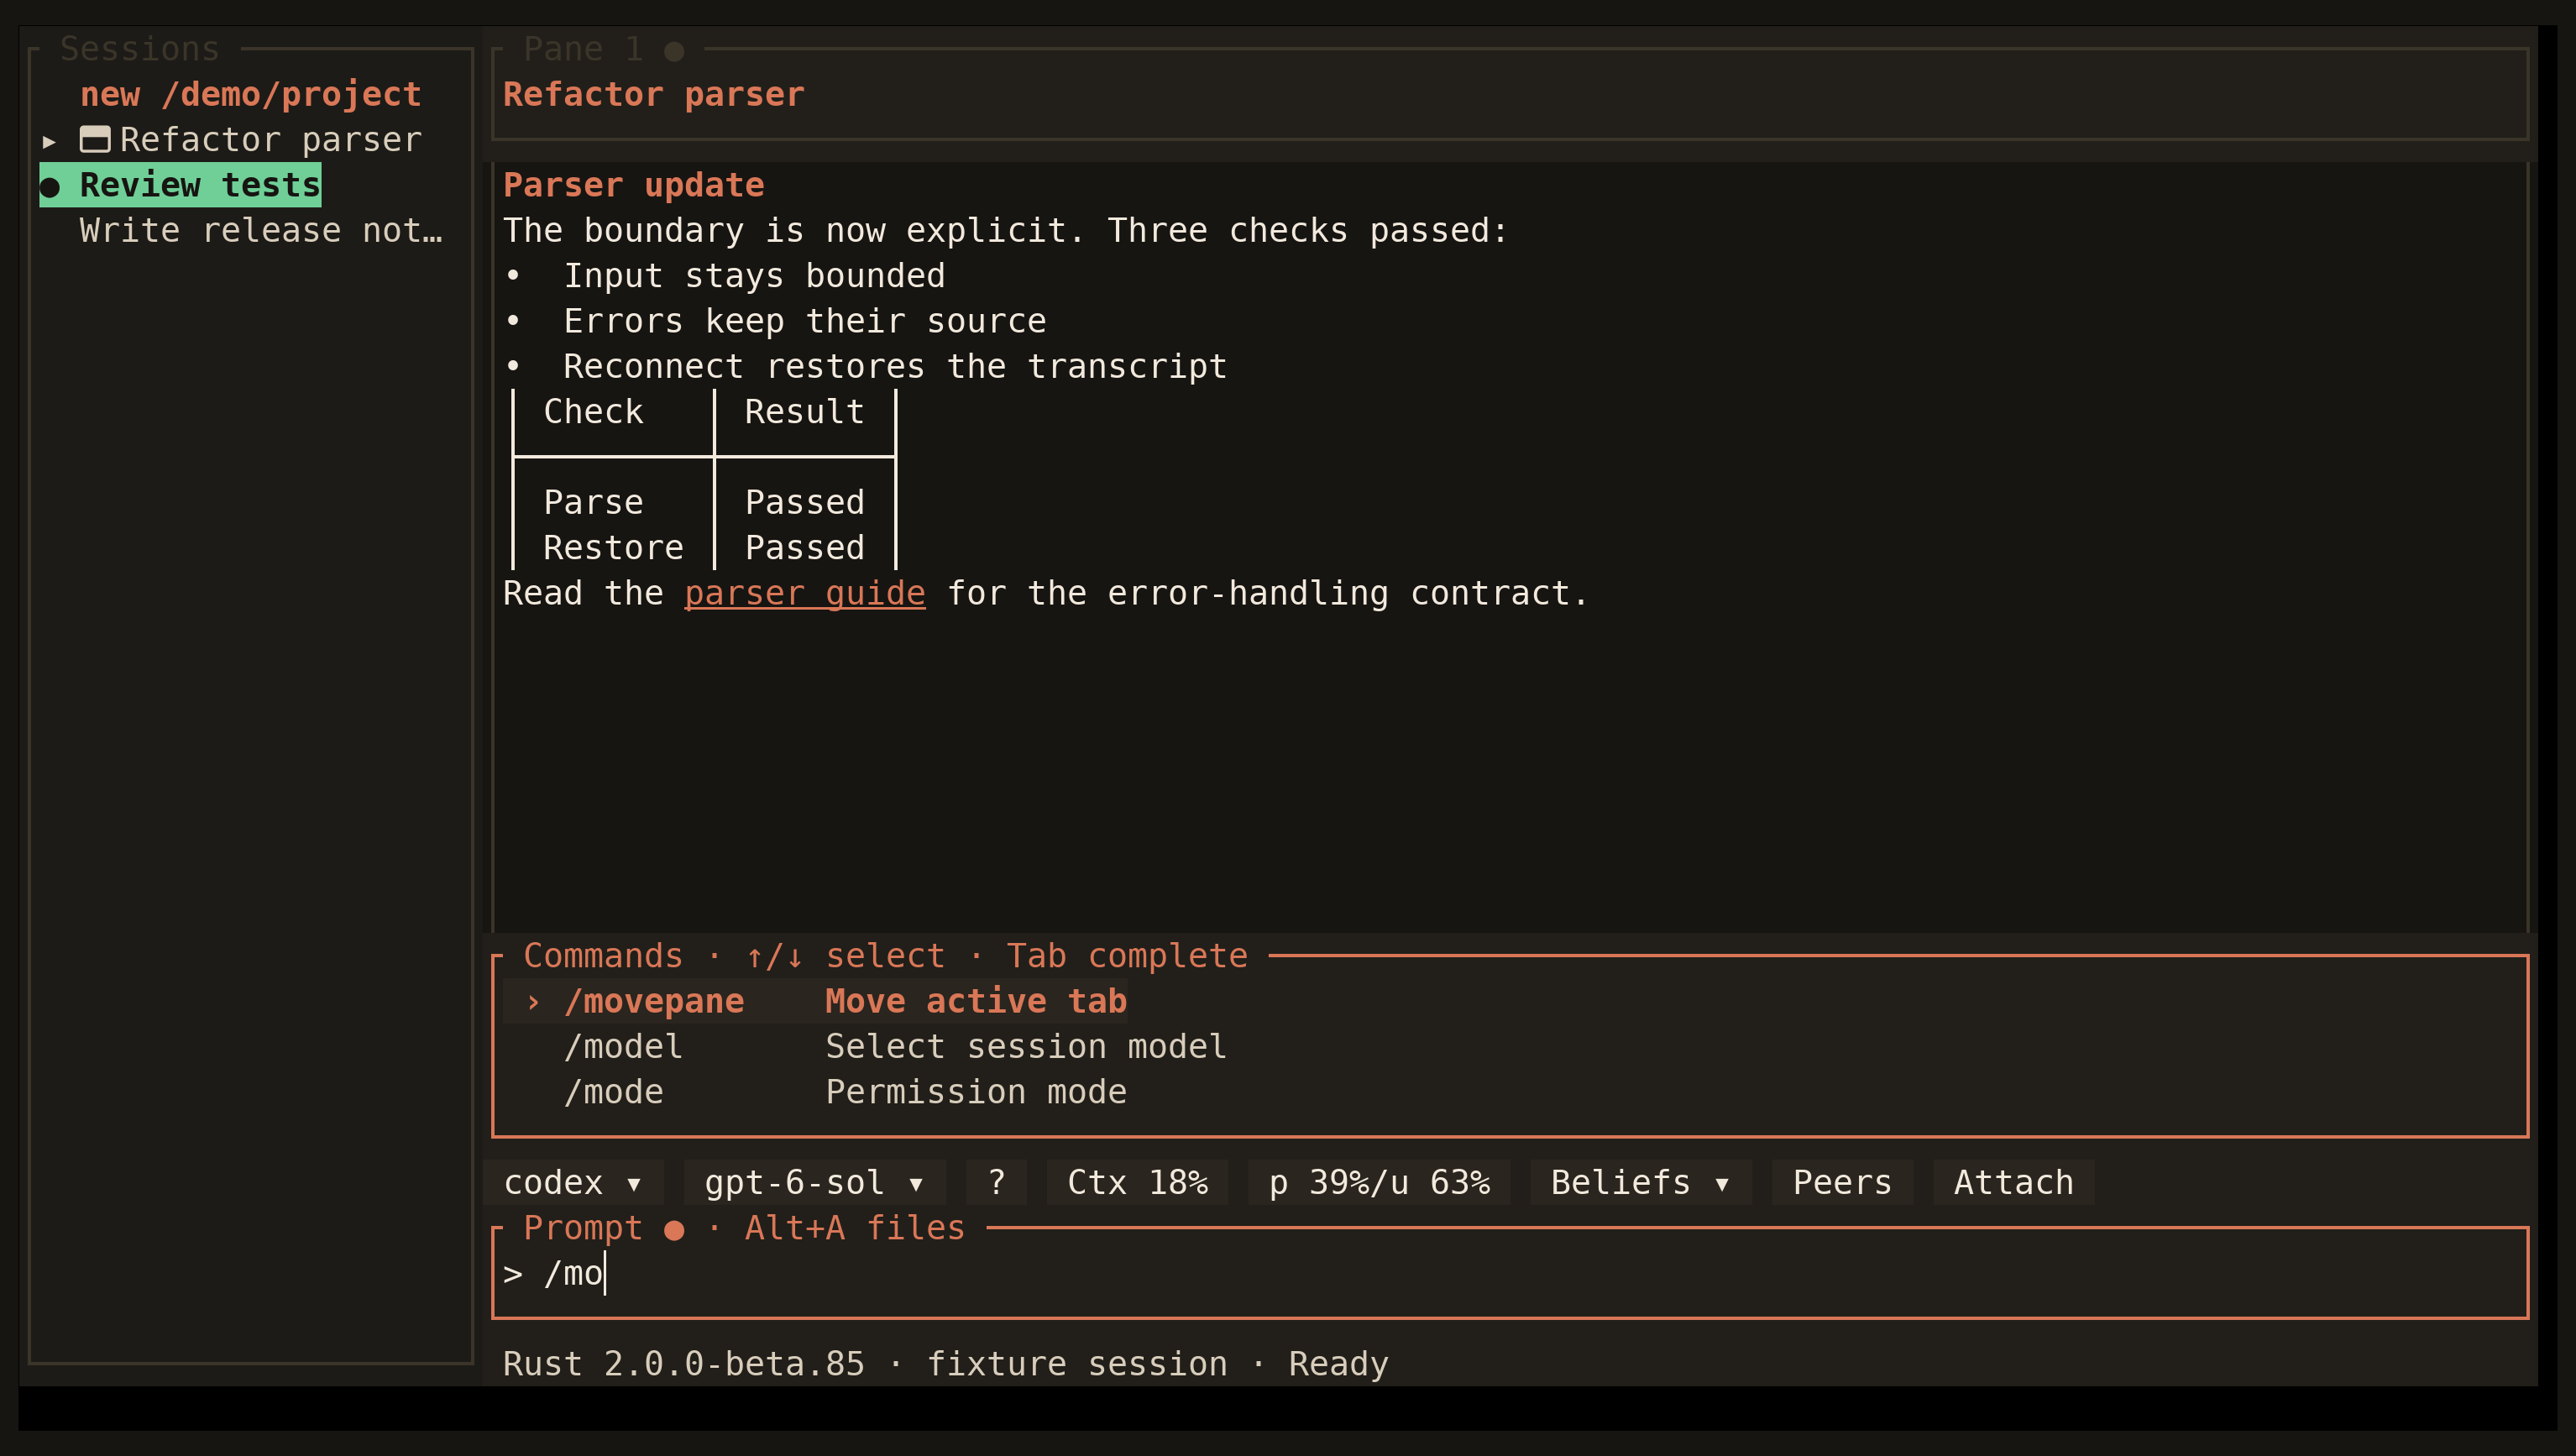 Sessions
new /demo/project
▸ Refactor parser
● Review tests
Write release not…
Pane 1 ●
Refactor parser
Parser update
The boundary is now explicit. Three checks passed:
• Input stays bounded
• Errors keep their source
• Reconnect restores the transcript
Check Result
Parse Passed
Restore Passed
Read the parser guide for the error-handling contract.
Commands · ↑/↓ select · Tab complete
› /movepane Move active tab
/model Select session model
/mode Permission mode
codex ▾ gpt-6-sol ▾ ? Ctx 18% p 39%/u 63% Beliefs ▾ Peers Attach
Prompt ● · Alt+A files
> /mo
Rust 2.0.0-beta.85 · fixture session · Ready